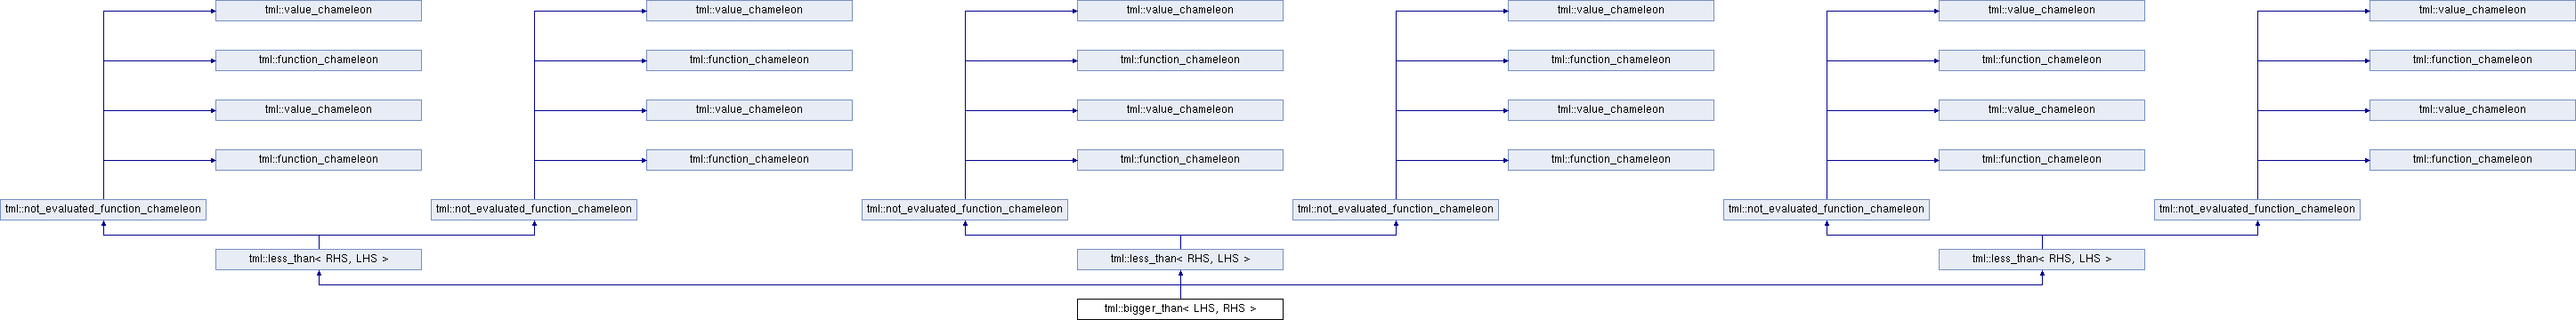 tml::value_chameleon tml::value_chameleon tml::value_chameleon tml::value_chameleon tml::value_chameleon tml::value_chameleon
tml::function_chameleon tml::function_chameleon tml::function_chameleon tml::function_chameleon tml::function_chameleon tml::function_chameleon
tml::value_chameleon tml::value_chameleon tml::value_chameleon tml::value_chameleon tml::value_chameleon tml::value_chameleon
tml::function_chameleon tml::function_chameleon tml::function_chameleon tml::function_chameleon tml::function_chameleon tml::function_chameleon
tml::not_evaluated_function_chameleon tml::not_evaluated_function_chameleon tml::not_evaluated_function_chameleon tml::not_evaluated_function_chameleon tml::not_evaluated_function_chameleon tml::not_evaluated_function_chameleon
tml::less_than< RHS, LHS > tml::less_than< RHS, LHS > tml::less_than< RHS, LHS >
tml::bigger_than< LHS, RHS >